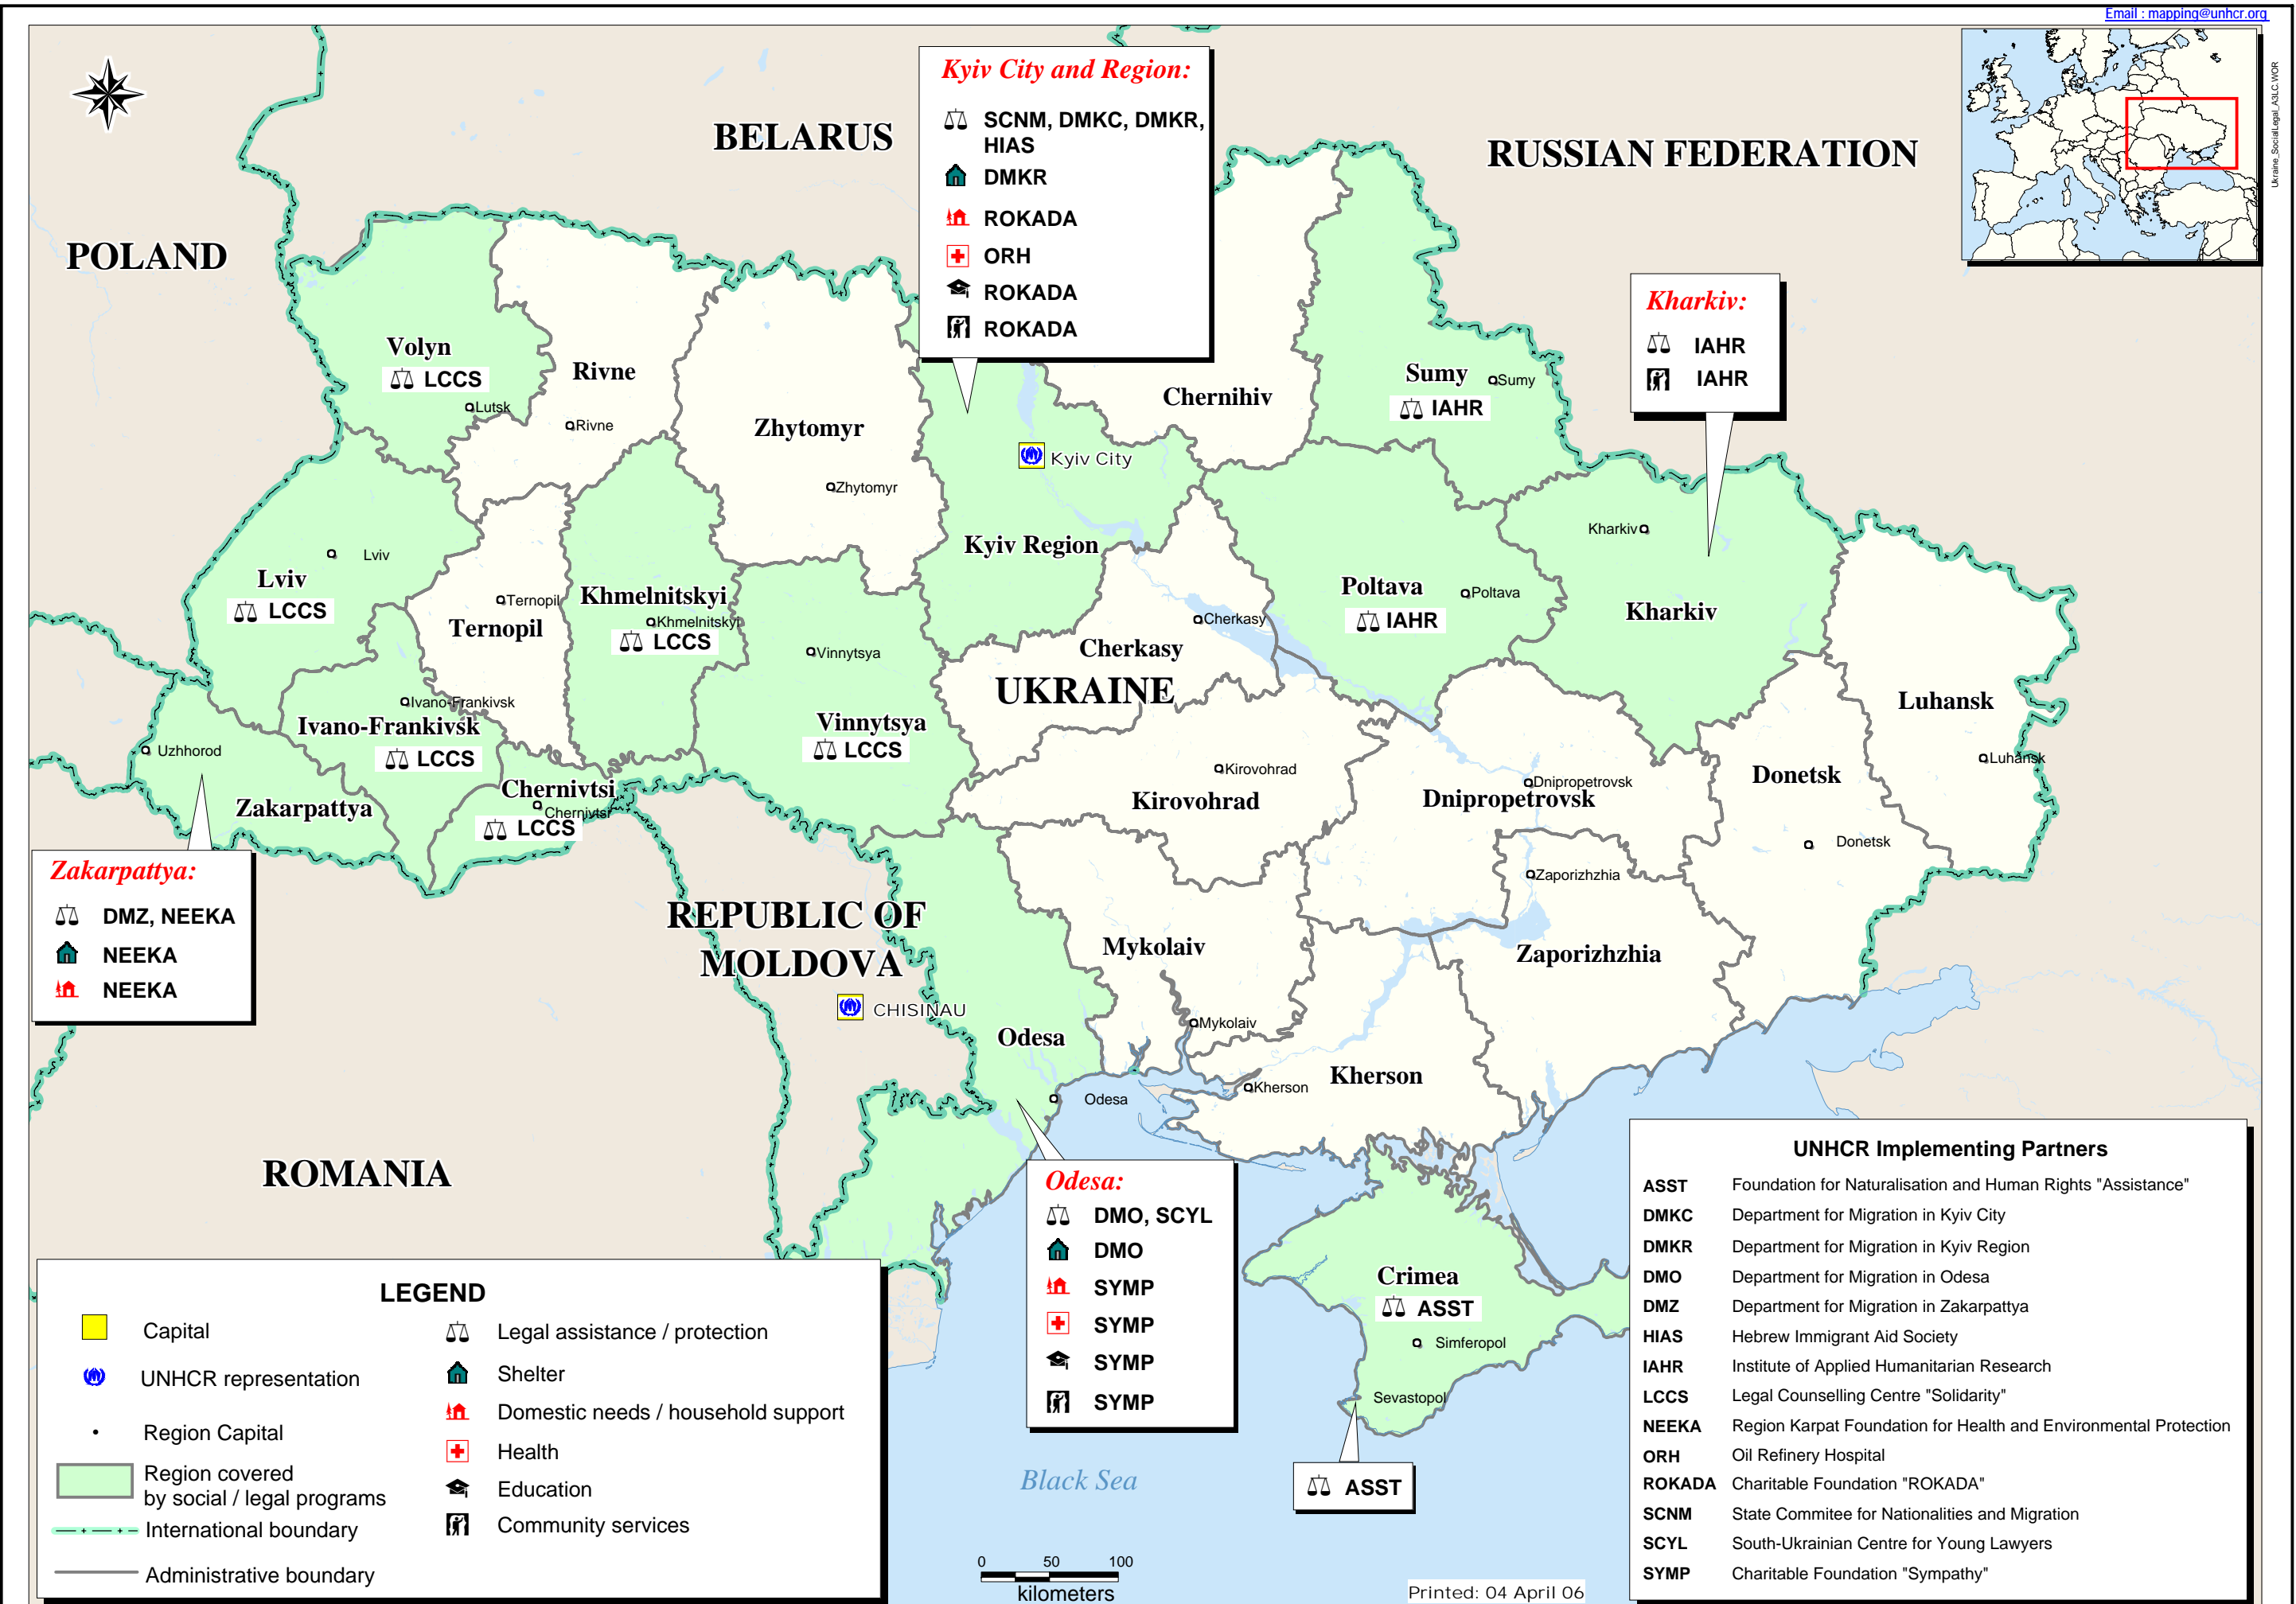 Email : mapping@unhcr.org
Ukraine_SocialLegal_A3LC.WOR
Kyiv City and Region:
SCNM, DMKC, DMKR,
HIAS
DMKR
ROKADA
ORH
ROKADA
ROKADA
BELARUS
RUSSIAN FEDERATION
POLAND
Kharkiv:
IAHR
IAHR
Volyn
LCCS
Lutsk
Rivne
Rivne
Zhytomyr
Zhytomyr
Chernihiv
Sumy
Sumy
IAHR
Kyiv City
Kyiv Region
Kharkiv
Kharkiv
Lviv
Lviv
LCCS
Ternopil
Ternopil
Khmelnitskyi
Khmelnitskyi
LCCS
Poltava
Poltava
IAHR
Cherkasy
Cherkasy
Vinnytsya
Vinnytsya
LCCS
UKRAINE
Luhansk
Luhansk
Ivano-Frankivsk
Ivano-Frankivsk
LCCS
Uzhhorod
Zakarpattya
Chernivtsi
Chernivtsi
LCCS
Kirovohrad
Kirovohrad
Dnipropetrovsk
Dnipropetrovsk
Donetsk
Donetsk
Zakarpattya:
DMZ, NEEKA
NEEKA
NEEKA
REPUBLIC OF
MOLDOVA
CHISINAU
Mykolaiv
Mykolaiv
Zaporizhzhia
Zaporizhzhia
Odesa
Odesa
Kherson
Kherson
ROMANIA
Odesa:
DMO, SCYL
DMO
SYMP
SYMP
SYMP
SYMP
Crimea
ASST
Simferopol
Sevastopol
ASST
Black Sea
LEGEND
Capital
UNHCR representation
Region Capital
Region covered
by social / legal programs
International boundary
Administrative boundary
Legal assistance / protection
Shelter
Domestic needs / household support
Health
Education
Community services
0 50 100
kilometers
Printed: 04 April 06
UNHCR Implementing Partners
ASST Foundation for Naturalisation and Human Rights "Assistance"
DMKC Department for Migration in Kyiv City
DMKR Department for Migration in Kyiv Region
DMO Department for Migration in Odesa
DMZ Department for Migration in Zakarpattya
HIAS Hebrew Immigrant Aid Society
IAHR Institute of Applied Humanitarian Research
LCCS Legal Counselling Centre "Solidarity"
NEEKA Region Karpat Foundation for Health and Environmental Protection
ORH Oil Refinery Hospital
ROKADA Charitable Foundation "ROKADA"
SCNM State Commitee for Nationalities and Migration
SCYL South-Ukrainian Centre for Young Lawyers
SYMP Charitable Foundation "Sympathy"